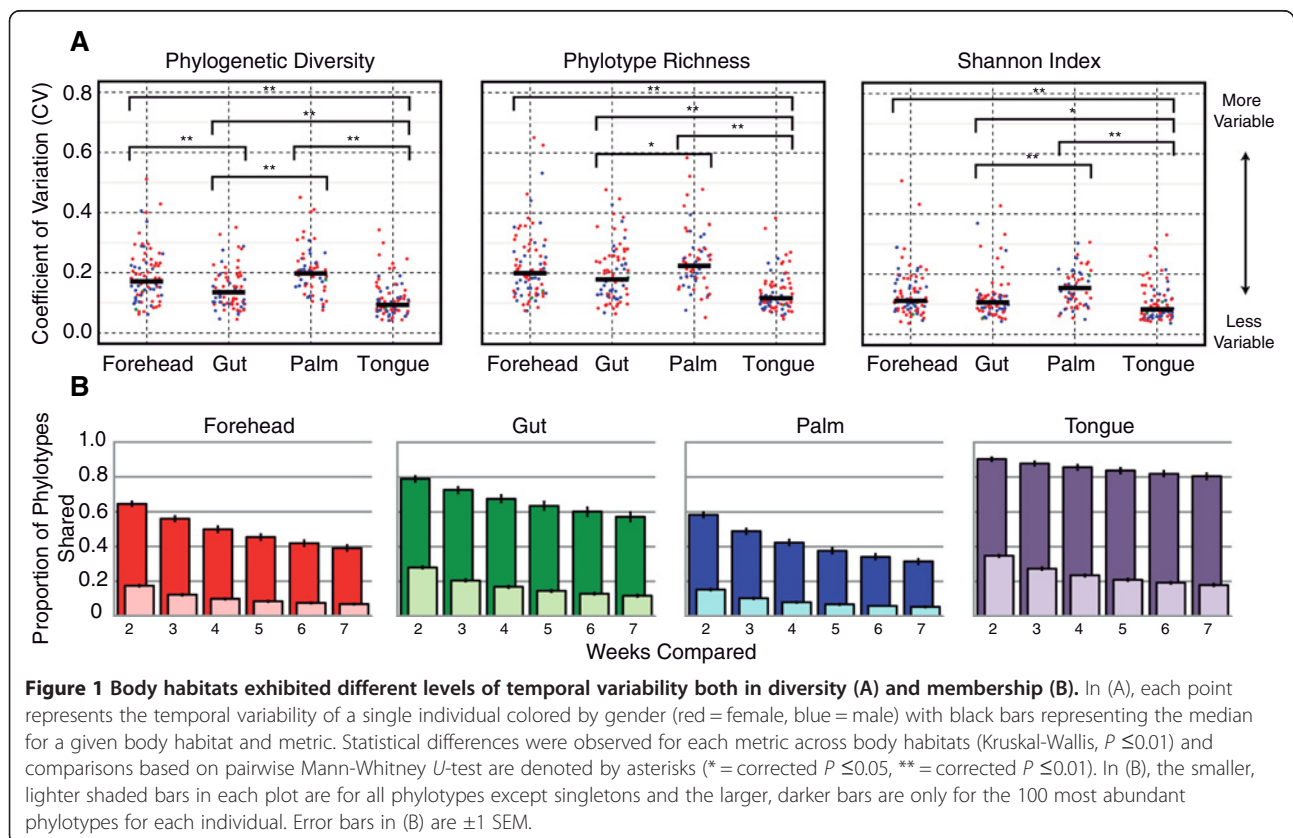 A
Phylogenetic Diversity
Phylotype Richness
Shannon Index
Coefficient of Variation (CV)
0.8
0.6
0.4
0.2
0.0
**
**
**
**
**
**
**
**
*
**
*
**
**
More
Variable
Less
Variable
Forehead Gut Palm Tongue
Forehead Gut Palm Tongue
Forehead Gut Palm Tongue
B
Forehead
Gut
Palm
Tongue
Proportion of Phylotypes
Shared
1.0
0.8
0.6
0.4
0.2
0
2 3 4 5 6 7
2 3 4 5 6 7
2 3 4 5 6 7
2 3 4 5 6 7
Weeks Compared
Figure 1 Body habitats exhibited different levels of temporal variability both in diversity (A) and membership (B). In (A), each point
represents the temporal variability of a single individual colored by gender (red = female, blue = male) with black bars representing the median
for a given body habitat and metric. Statistical differences were observed for each metric across body habitats (Kruskal-Wallis, P ≤0.01) and
comparisons based on pairwise Mann-Whitney U-test are denoted by asterisks (* = corrected P ≤0.05, ** = corrected P ≤0.01). In (B), the smaller,
lighter shaded bars in each plot are for all phylotypes except singletons and the larger, darker bars are only for the 100 most abundant
phylotypes for each individual. Error bars in (B) are ±1 SEM.